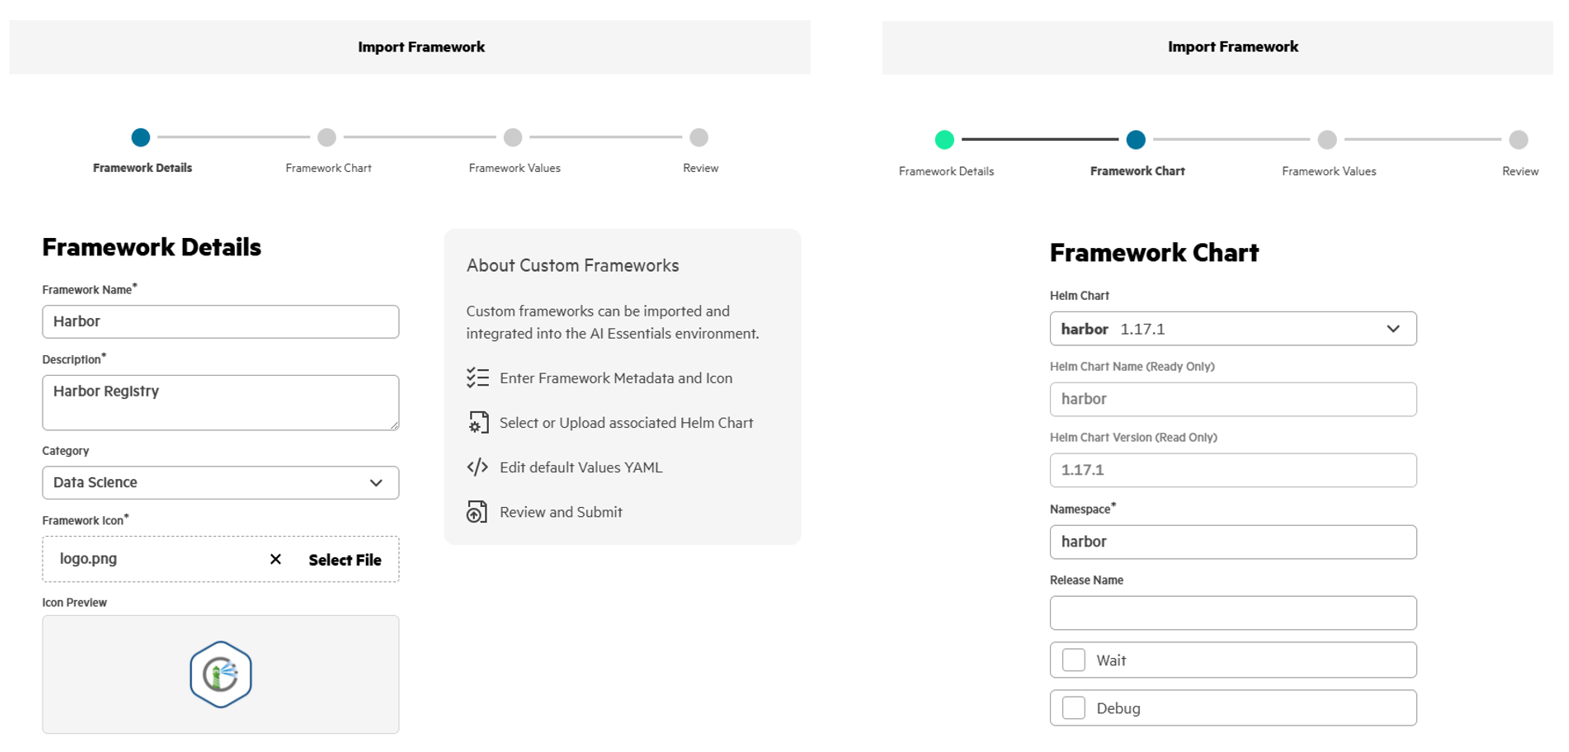 Import Framework
Framework Details
Framework Chart
Framework Values
Review
Framework Details
Framework Name*
Harbor
Description*
Harbor Registry
Category
Data Science
Framework Icon*
logo.png
Select File
Icon Preview
About Custom Frameworks
Custom frameworks can be imported and
integrated into the AI Essentials environment.
Enter Framework Metadata and Icon
Select or Upload associated Helm Chart
Edit default Values YAML
Review and Submit
Import Framework
Framework Details
Framework Chart
Framework Values
Review
Framework Chart
Helm Chart
harbor 1.17.1
Helm Chart Name (Ready Only)
harbor
Helm Chart Version (Read Only)
1.17.1
Namespace*
harbor
Release Name
Wait
Debug